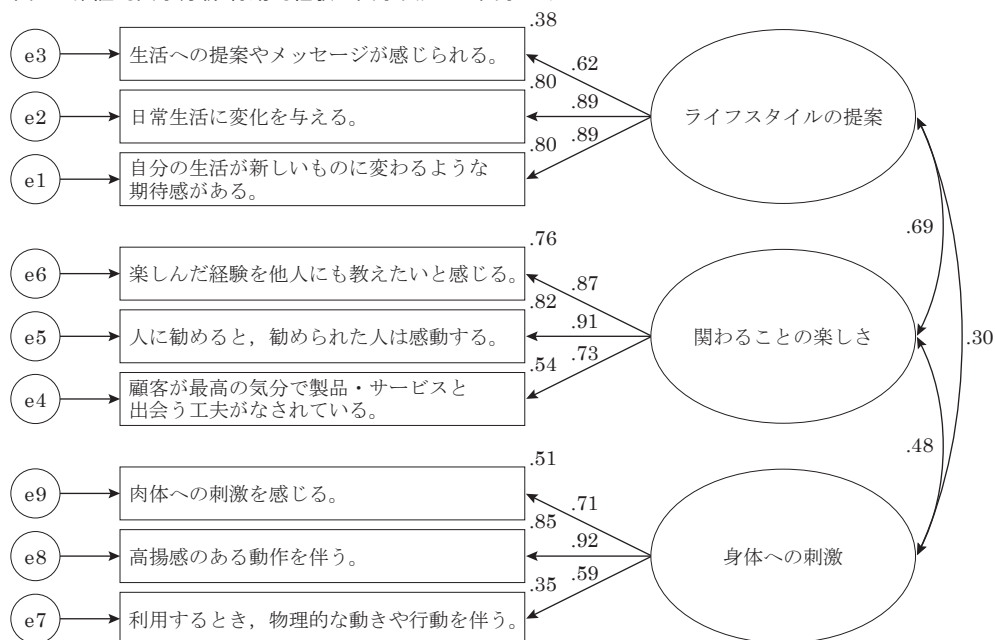 .38
e3
生活への提案やメッセージが感じられる。
.62
.80
e2
日常生活に変化を与える。
.89
ライフスタイルの提案
.80
.89
e1
自分の生活が新しいものに変わるような
期待感がある。
.69
.76
e6
楽しんだ経験を他人にも教えたいと感じる。
.87
.82
e5
人に勧めると，勧められた人は感動する。
.91
関わることの楽しさ
.30
.54
.73
e4
顧客が最高の気分で製品・サービスと
出会う工夫がなされている。
.48
.51
e9
肉体への刺激を感じる。
.71
.85
e8
高揚感のある動作を伴う。
.92
身体への刺激
.35
.59
e7
利用するとき，物理的な動きや行動を伴う。